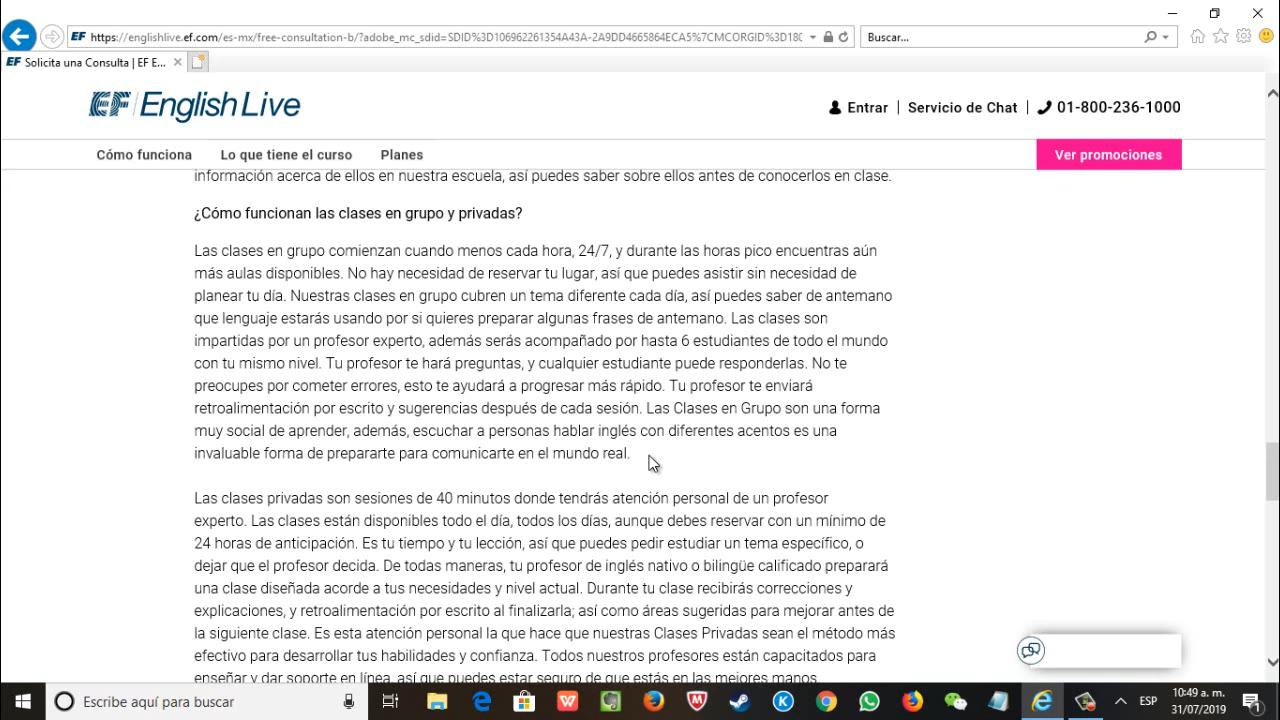 https://englishlive.ef.com/es-mx/free-consultation-b/?adobe_mc_sdid=SDID%3D106962261354A43A-2A9DD4665864ECA5%7CMCORGID%3D18
Buscar...
EF Solicita una Consulta | EF E...
EF English Live
Entrar | Servicio de Chat | 01-800-236-1000
Cómo funciona Lo que tiene el curso Planes Ver promociones
información acerca de ellos en nuestra escuela, así puedes saber sobre ellos antes de conocerlos en clase.
¿Cómo funcionan las clases en grupo y privadas?
Las clases en grupo comienzan cuando menos cada hora, 24/7, y durante las horas pico encuentras aún
más aulas disponibles. No hay necesidad de reservar tu lugar, así que puedes asistir sin necesidad de
planear tu día. Nuestras clases en grupo cubren un tema diferente cada día, así puedes saber de antemano
que lenguaje estarás usando por si quieres preparar algunas frases de antemano. Las clases son
impartidas por un profesor experto, además serás acompañado por hasta 6 estudiantes de todo el mundo
con tu mismo nivel. Tu profesor te hará preguntas, y cualquier estudiante puede responderlas. No te
preocupes por cometer errores, esto te ayudará a progresar más rápido. Tu profesor te enviará
retroalimentación por escrito y sugerencias después de cada sesión. Las Clases en Grupo son una forma
muy social de aprender, además, escuchar a personas hablar inglés con diferentes acentos es una
invaluable forma de prepararte para comunicarte en el mundo real.
Las clases privadas son sesiones de 40 minutos donde tendrás atención personal de un profesor
experto. Las clases están disponibles todo el día, todos los días, aunque debes reservar con un mínimo de
24 horas de anticipación. Es tu tiempo y tu lección, así que puedes pedir estudiar un tema específico, o
dejar que el profesor decida. De todas maneras, tu profesor de inglés nativo o bilingüe calificado preparará
una clase diseñada acorde a tus necesidades y nivel actual. Durante tu clase recibirás correcciones y
explicaciones, y retroalimentación por escrito al finalizarla; así como áreas sugeridas para mejorar antes de
la siguiente clase. Es esta atención personal la que hace que nuestras Clases Privadas sean el método más
efectivo para desarrollar tus habilidades y confianza. Todos nuestros profesores están capacitados para
enseñar y dar soporte en línea, así que puedes estar seguro de que estás en las mejores manos.
Escribe aquí para buscar
ESP
10:49 a. m.
31/07/2019